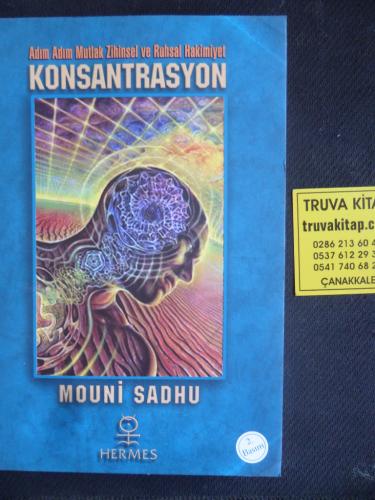 Adım Adım Mutlak Zihinsel ve Ruhsal Hakimiyet
KONSANTRASYON
MOUNİ SADHU
HERMES
2.
Basım
TRUVA KİTA
truvakitap.c
0286 213 60 4
0537 612 29 3
0541 740 68 2
ÇANAKKALE